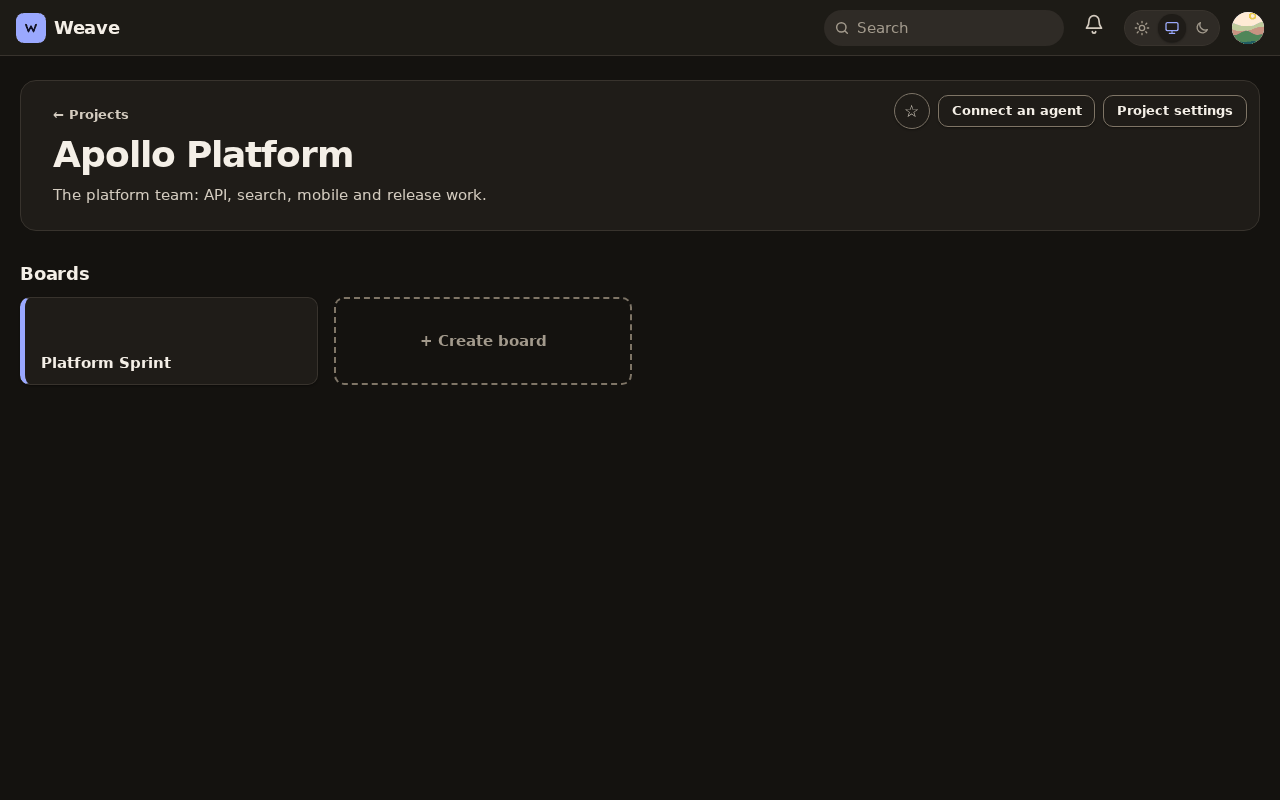 Weave
Search
← Projects
Connect an agent
Project settings
Apollo Platform
The platform team: API, search, mobile and release work.
Boards
Platform Sprint
+ Create board